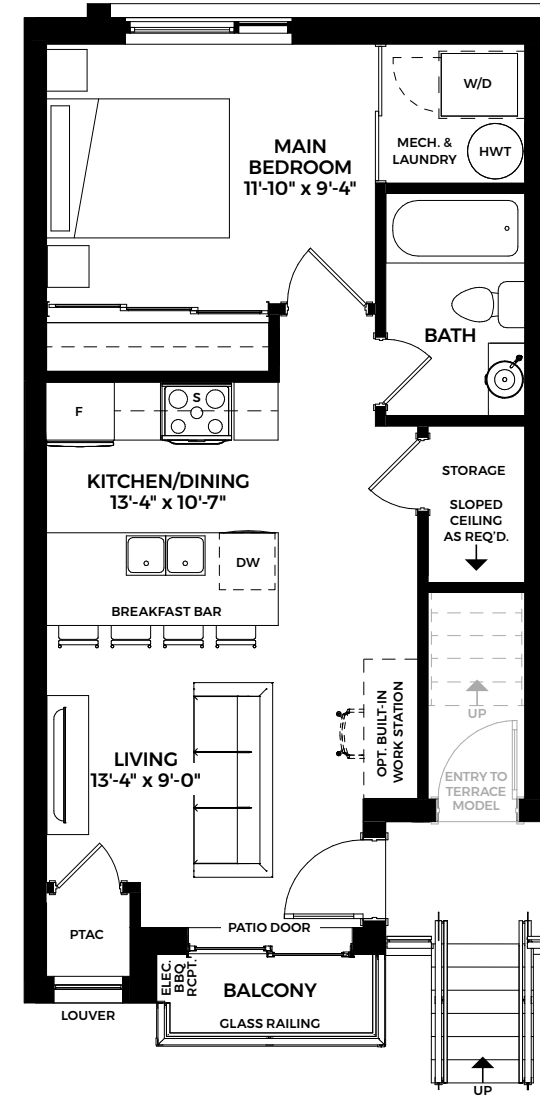 W/D
MECH. &
LAUNDRY
HWT
MAIN
BEDROOM
11'-10" x 9'-4"
BATH
F
S
KITCHEN/DINING
13'-4" x 10'-7"
STORAGE
SLOPED
CEILING
AS REQ'D.
DW
BREAKFAST BAR
UP
OPT. BUILT-IN
WORK STATION
LIVING
13'-4" x 9'-0"
ENTRY TO
TERRACE
MODEL
PTAC
PATIO DOOR
ELEC.
BBQ
RCPT.
BALCONY
GLASS RAILING
LOUVER
UP